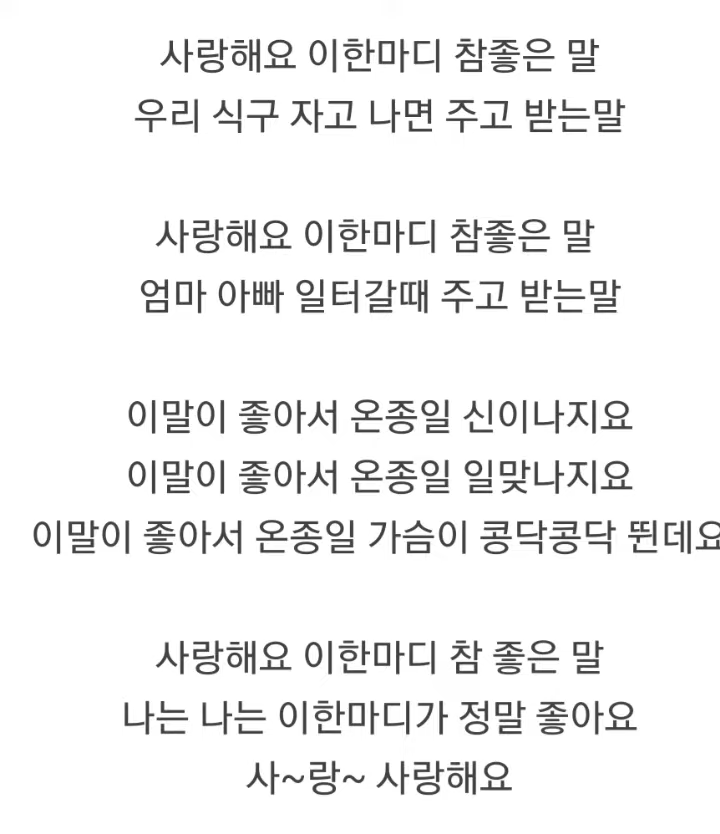 사랑해요 이한마디 참좋은 말
우리 식구 자고 나면 주고 받는말
사랑해요 이한마디 참좋은 말
엄마 아빠 일터갈때 주고 받는말
이말이 좋아서 온종일 신이나지요
이말이 좋아서 온종일 일맞나지요
이말이 좋아서 온종일 가슴이 콩닥콩닥 뛴데요
사랑해요 이한마디 참 좋은 말
나는 나는 이한마디가 정말 좋아요
사~랑~ 사랑해요